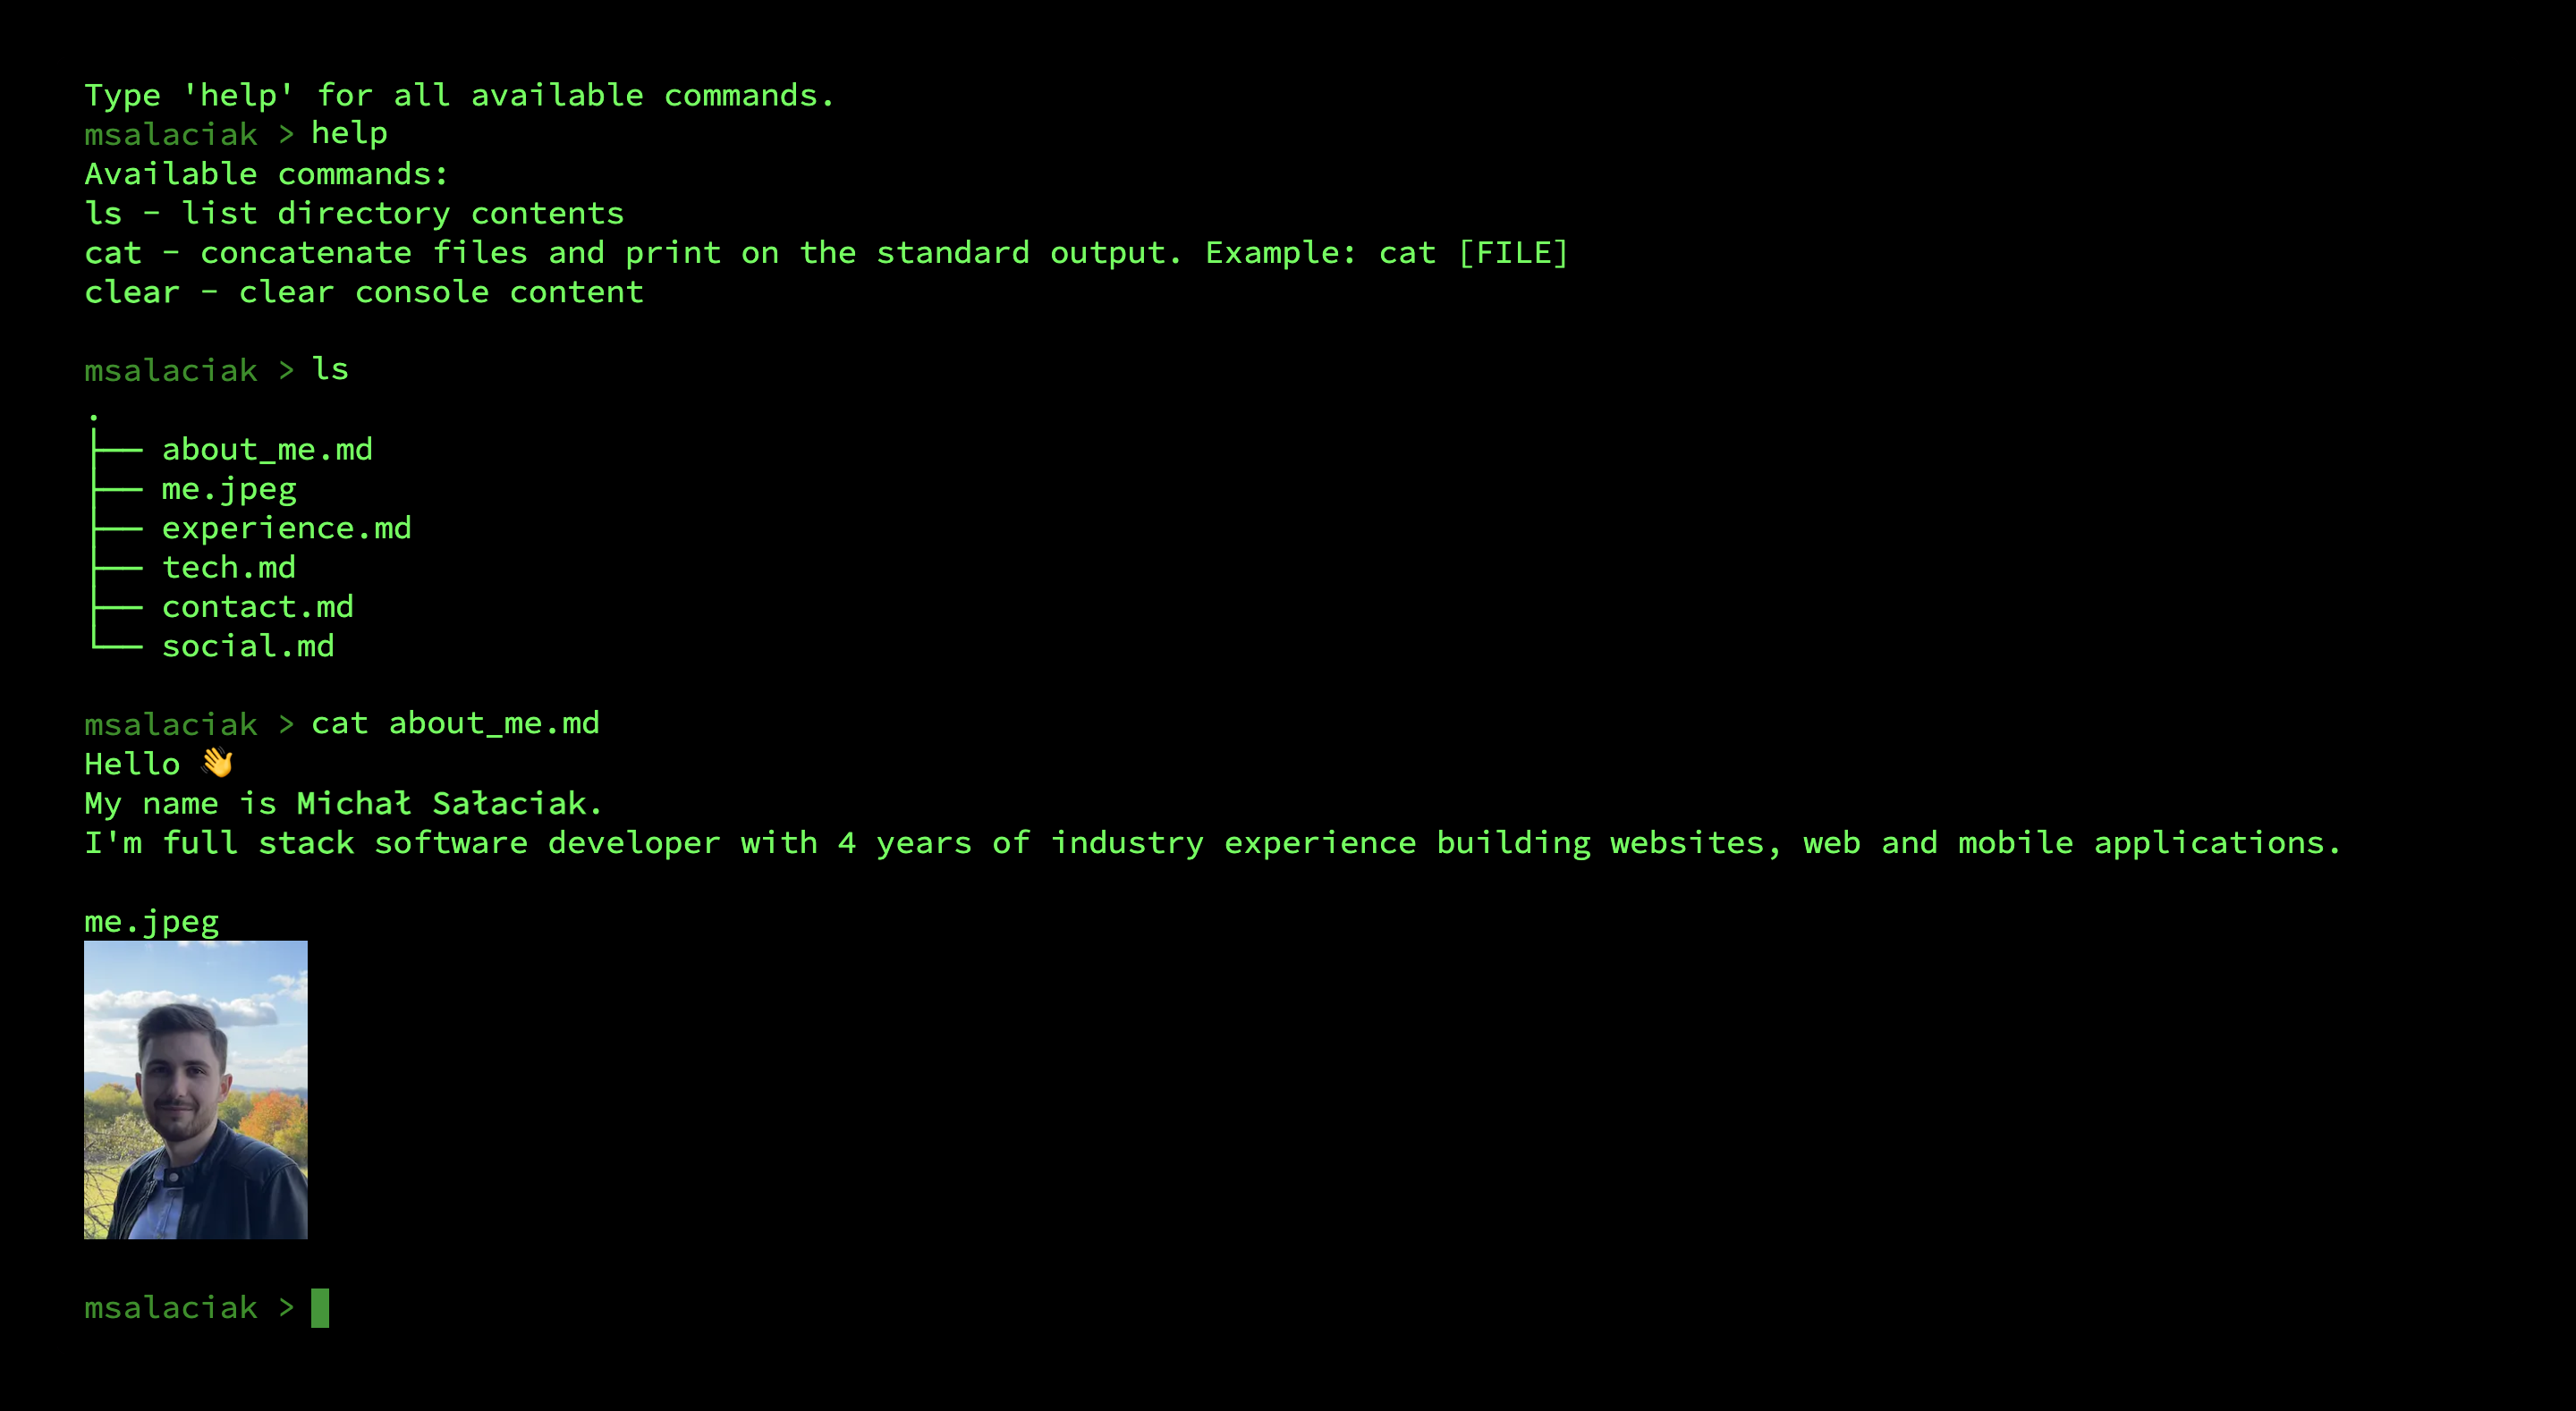 Type 'help' for all available commands.
msalaciak > help
Available commands:
ls - list directory contents
cat - concatenate files and print on the standard output. Example: cat [FILE]
clear - clear console content
msalaciak > ls
.
├── about_me.md
├── me.jpeg
├── experience.md
├── tech.md
├── contact.md
└── social.md
msalaciak > cat about_me.md
Hello 👋
My name is Michał Sałaciak.
I'm full stack software developer with 4 years of industry experience building websites, web and mobile applications.
me.jpeg
msalaciak >